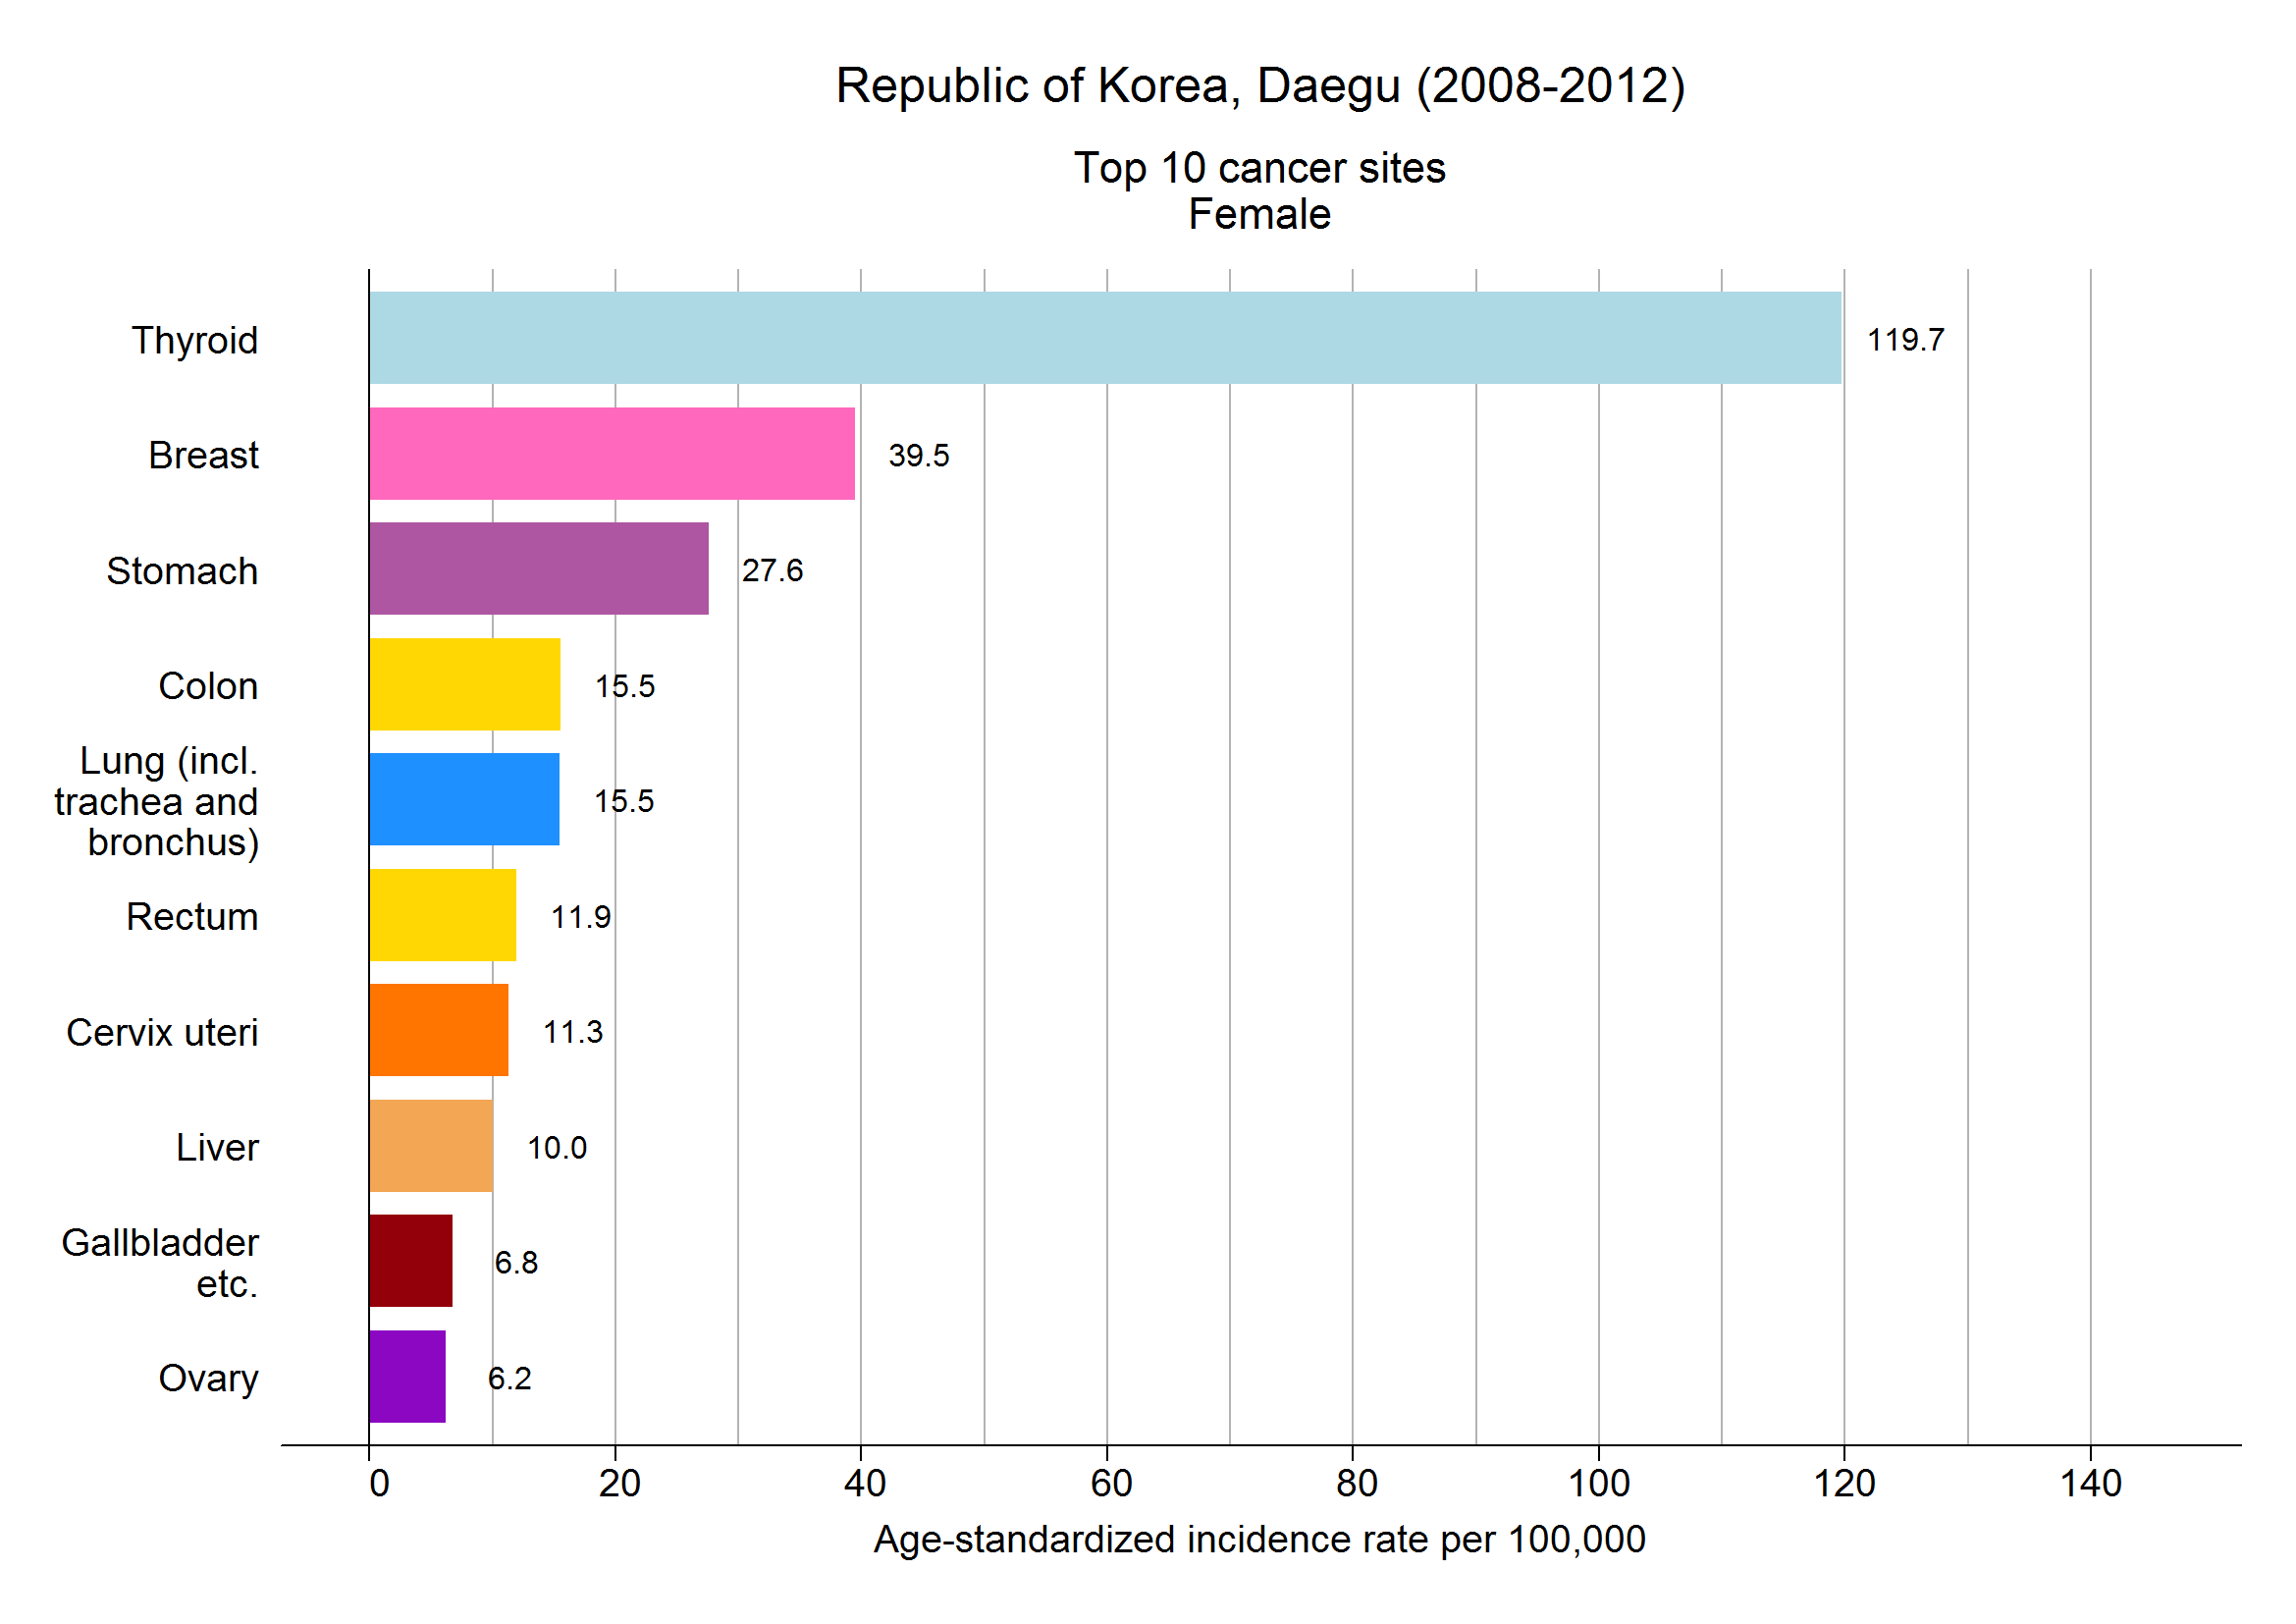 Republic of Korea, Daegu (2008-2012)
Top 10 cancer sites
Female
Thyroid
119.7
Breast
39.5
Stomach
27.6
Colon
15.5
Lung (incl.
trachea and
bronchus)
15.5
Rectum
11.9
Cervix uteri
11.3
Liver
10.0
Gallbladder
etc.
6.8
Ovary
6.2
0 20 40 60 80 100 120 140
Age-standardized incidence rate per 100,000